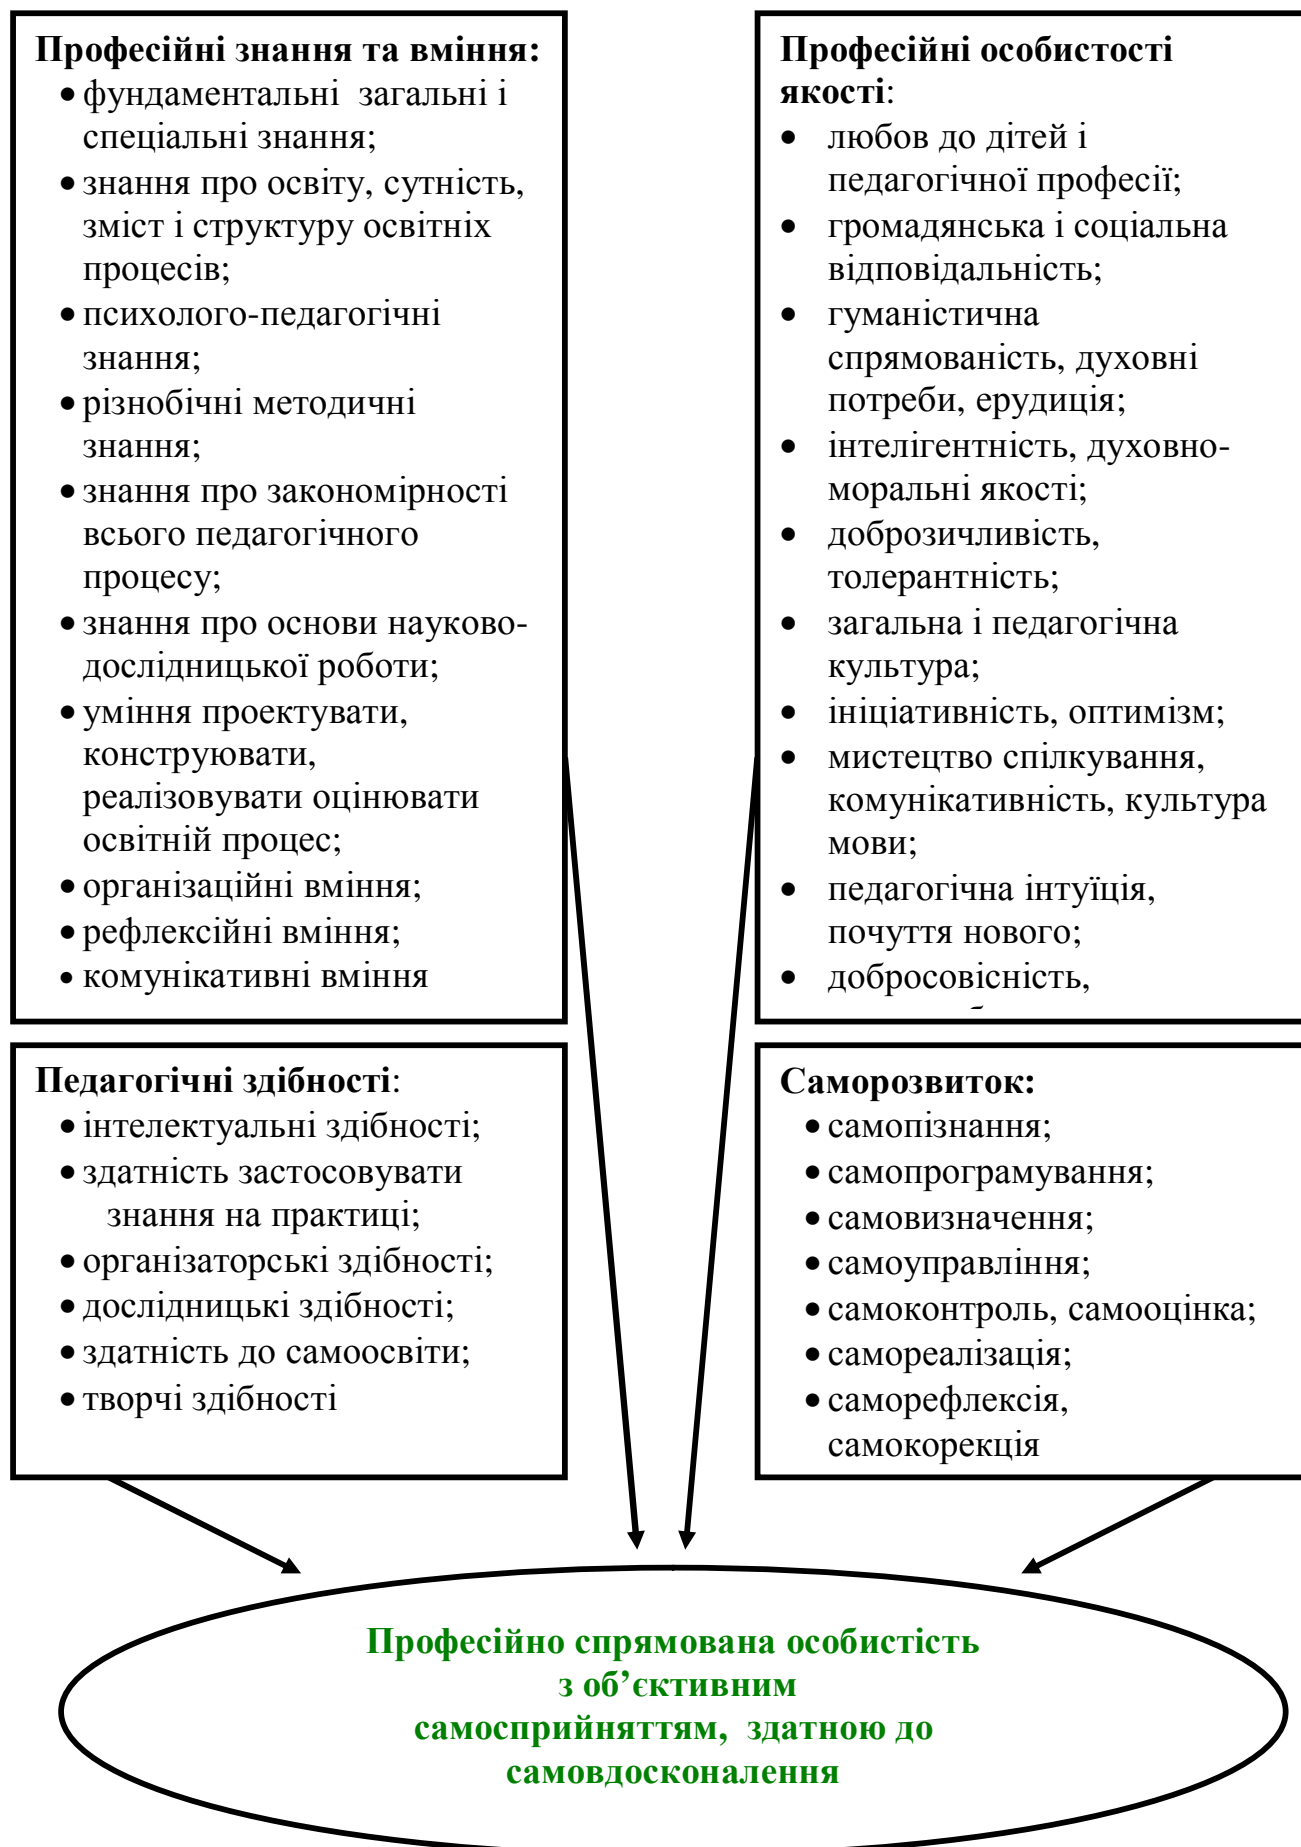 Професійні знання та вміння:
• фундаментальні загальні і
спеціальні знання;
• знання про освіту, сутність,
зміст і структуру освітніх
процесів;
• психолого-педагогічні
знання;
• різнобічні методичні
знання;
• знання про закономірності
всього педагогічного
процесу;
• знання про основи науково-
дослідницької роботи;
• уміння проектувати,
конструювати,
реалізовувати оцінювати
освітній процес;
• організаційні вміння;
• рефлексійні вміння;
• комунікативні вміння
Професійні особистості
якості:
• любов до дітей і
педагогічної професії;
• громадянська і соціальна
відповідальність;
• гуманістична
спрямованість, духовні
потреби, ерудиція;
• інтелігентність, духовно-
моральні якості;
• доброзичливість,
толерантність;
• загальна і педагогічна
культура;
• ініціативність, оптимізм;
• мистецтво спілкування,
комунікативність, культура
мови;
• педагогічна інтуїція,
почуття нового;
• добросовісність,
Педагогічні здібності:
• інтелектуальні здібності;
• здатність застосовувати
знання на практиці;
• організаторські здібності;
• дослідницькі здібності;
• здатність до самоосвіти;
• творчі здібності
Саморозвиток:
• самопізнання;
• самопрограмування;
• самовизначення;
• самоуправління;
• самоконтроль, самооцінка;
• самореалізація;
• саморефлексія,
самокорекція
Професійно спрямована особистість
з об’єктивним
самосприйняттям, здатною до
самовдосконалення